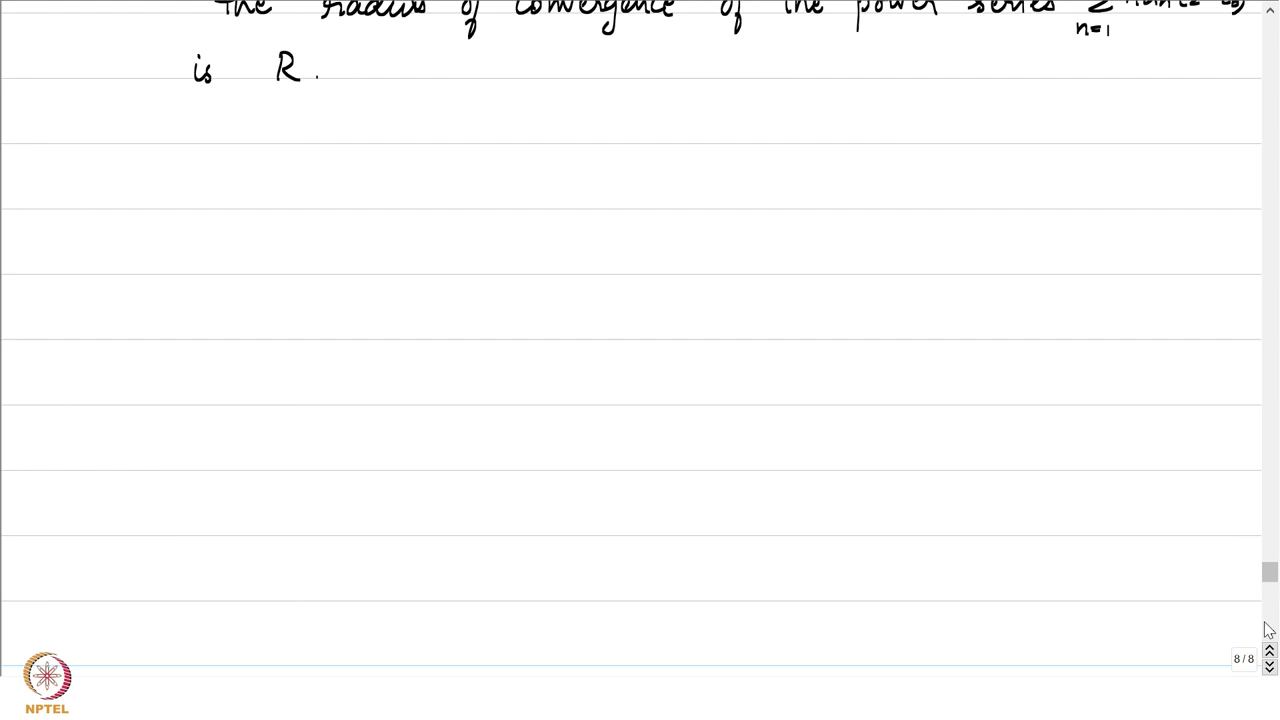 The radius of convergence of the power series Σ
n=1
is R.
8 / 8
NPTEL